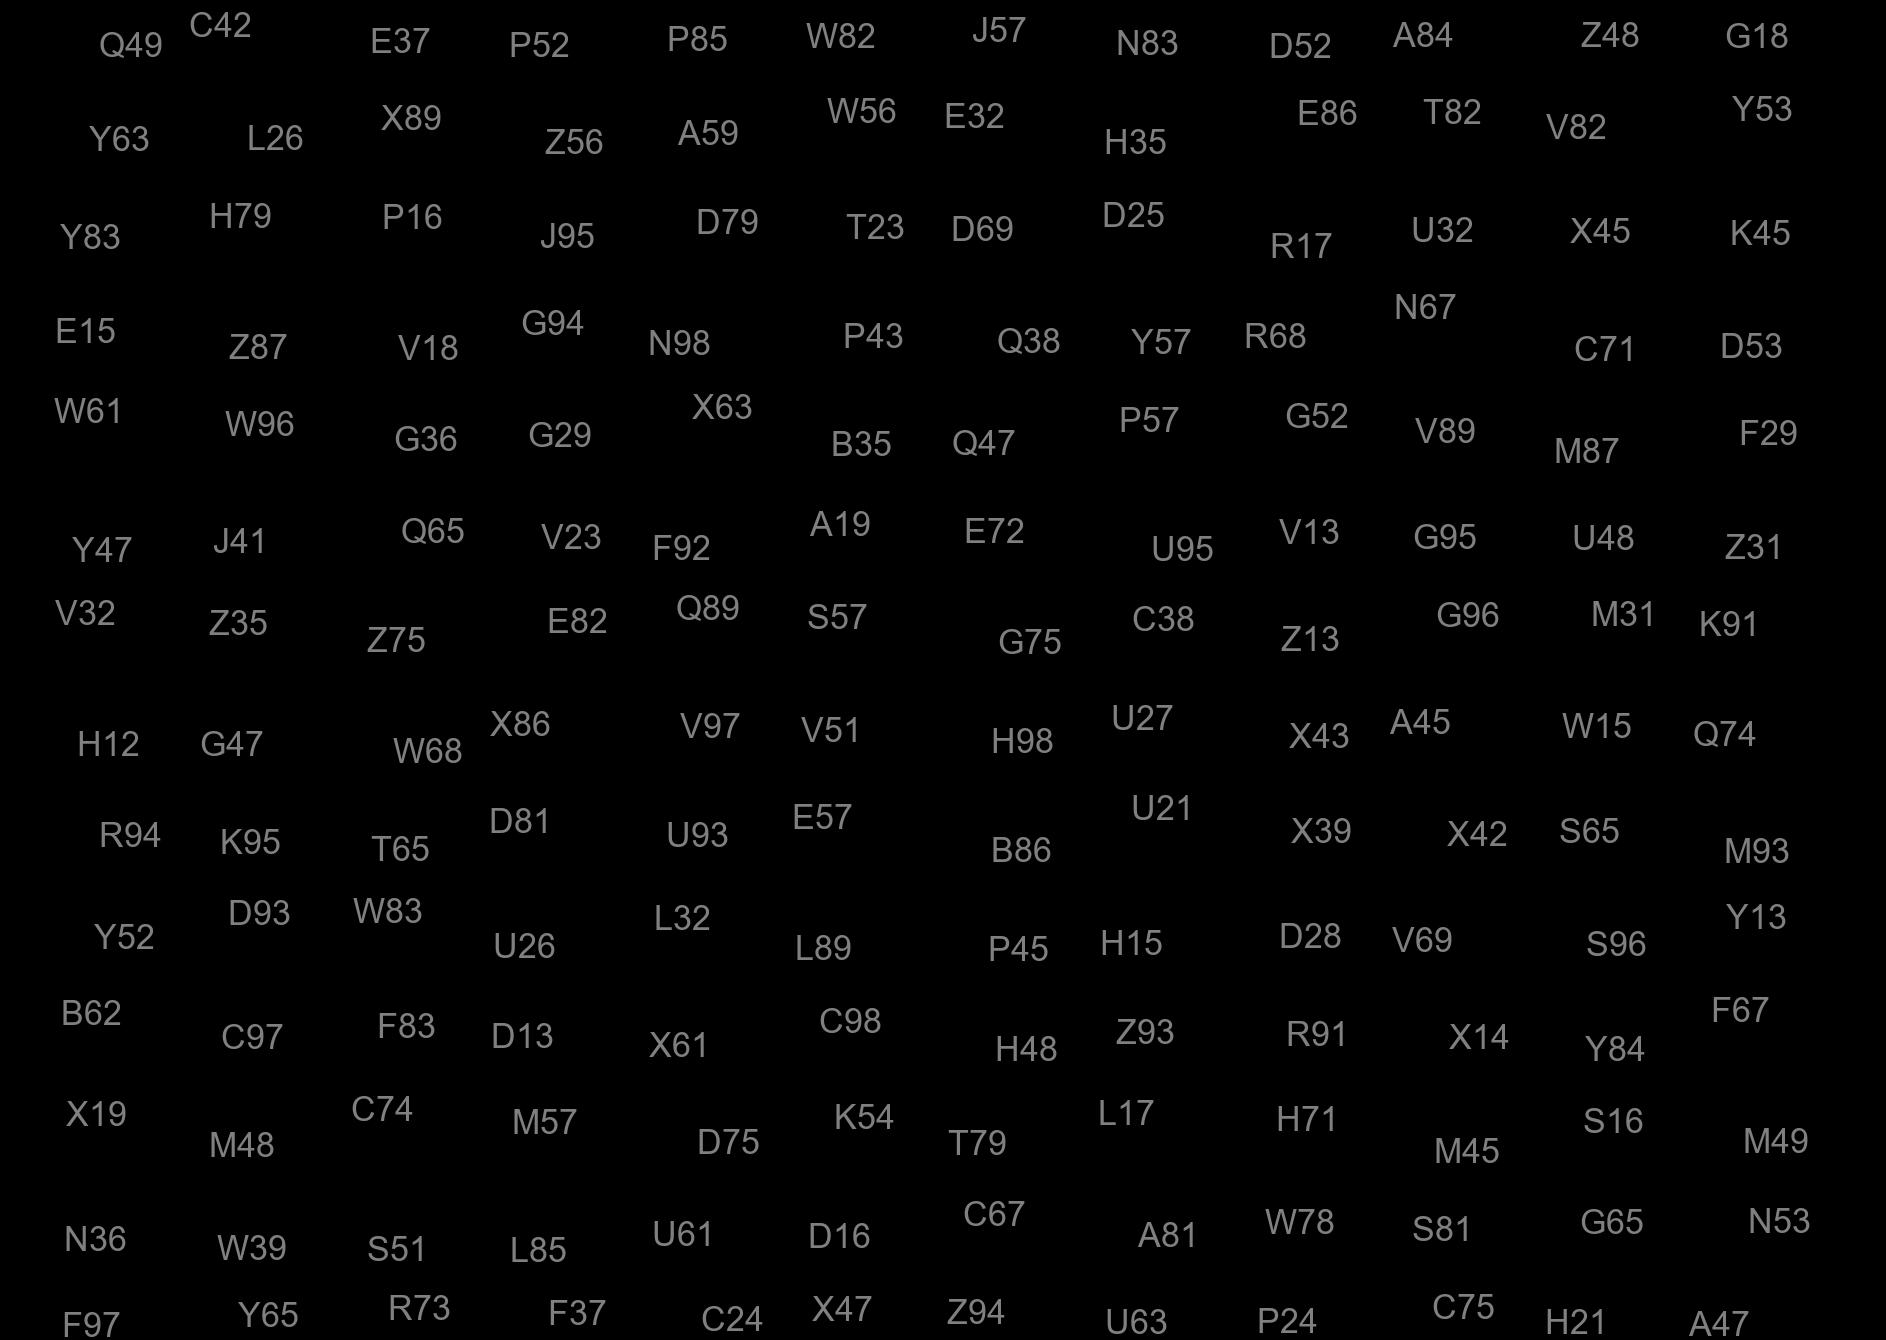 Q49 C42 E37 P52 P85 W82 J57 N83 D52 A84 Z48 G18
Y63 L26 X89 Z56 A59 W56 E32 H35 E86 T82 V82 Y53
Y83 H79 P16 J95 D79 T23 D69 D25 R17 U32 X45 K45
E15 Z87 V18 G94 N98 P43 Q38 Y57 R68 N67 C71 D53
W61 W96 G36 G29 X63 B35 Q47 P57 G52 V89 M87 F29
Y47 J41 Q65 V23 F92 A19 E72 U95 V13 G95 U48 Z31
V32 Z35 Z75 E82 Q89 S57 G75 C38 Z13 G96 M31 K91
H12 G47 W68 X86 V97 V51 H98 U27 X43 A45 W15 Q74
R94 K95 T65 D81 U93 E57 B86 U21 X39 X42 S65 M93
Y52 D93 W83 U26 L32 L89 P45 H15 D28 V69 S96 Y13
B62 C97 F83 D13 X61 C98 H48 Z93 R91 X14 Y84 F67
X19 M48 C74 M57 D75 K54 T79 L17 H71 M45 S16 M49
N36 W39 S51 L85 U61 D16 C67 A81 W78 S81 G65 N53
F97 Y65 R73 F37 C24 X47 Z94 U63 P24 C75 H21 A47